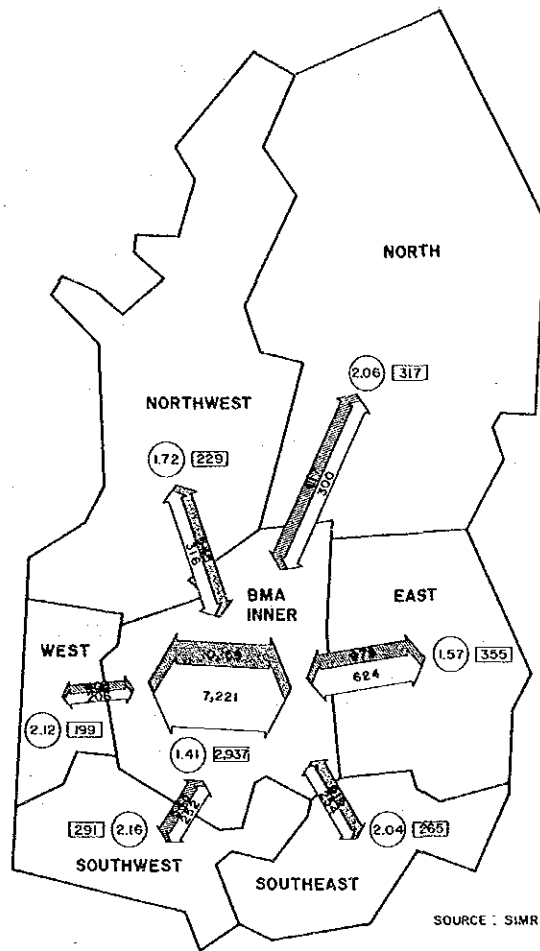 NORTH
2.06 317
NORTHWEST
1.72 229
300
316
BMA
INNER
EAST
WEST
7,221
979
624
1.57 355
2.12 199
1.41 2,937
291 2.16
2.04 265
SOUTHWEST
SOUTHEAST
SOURCE : SIMR